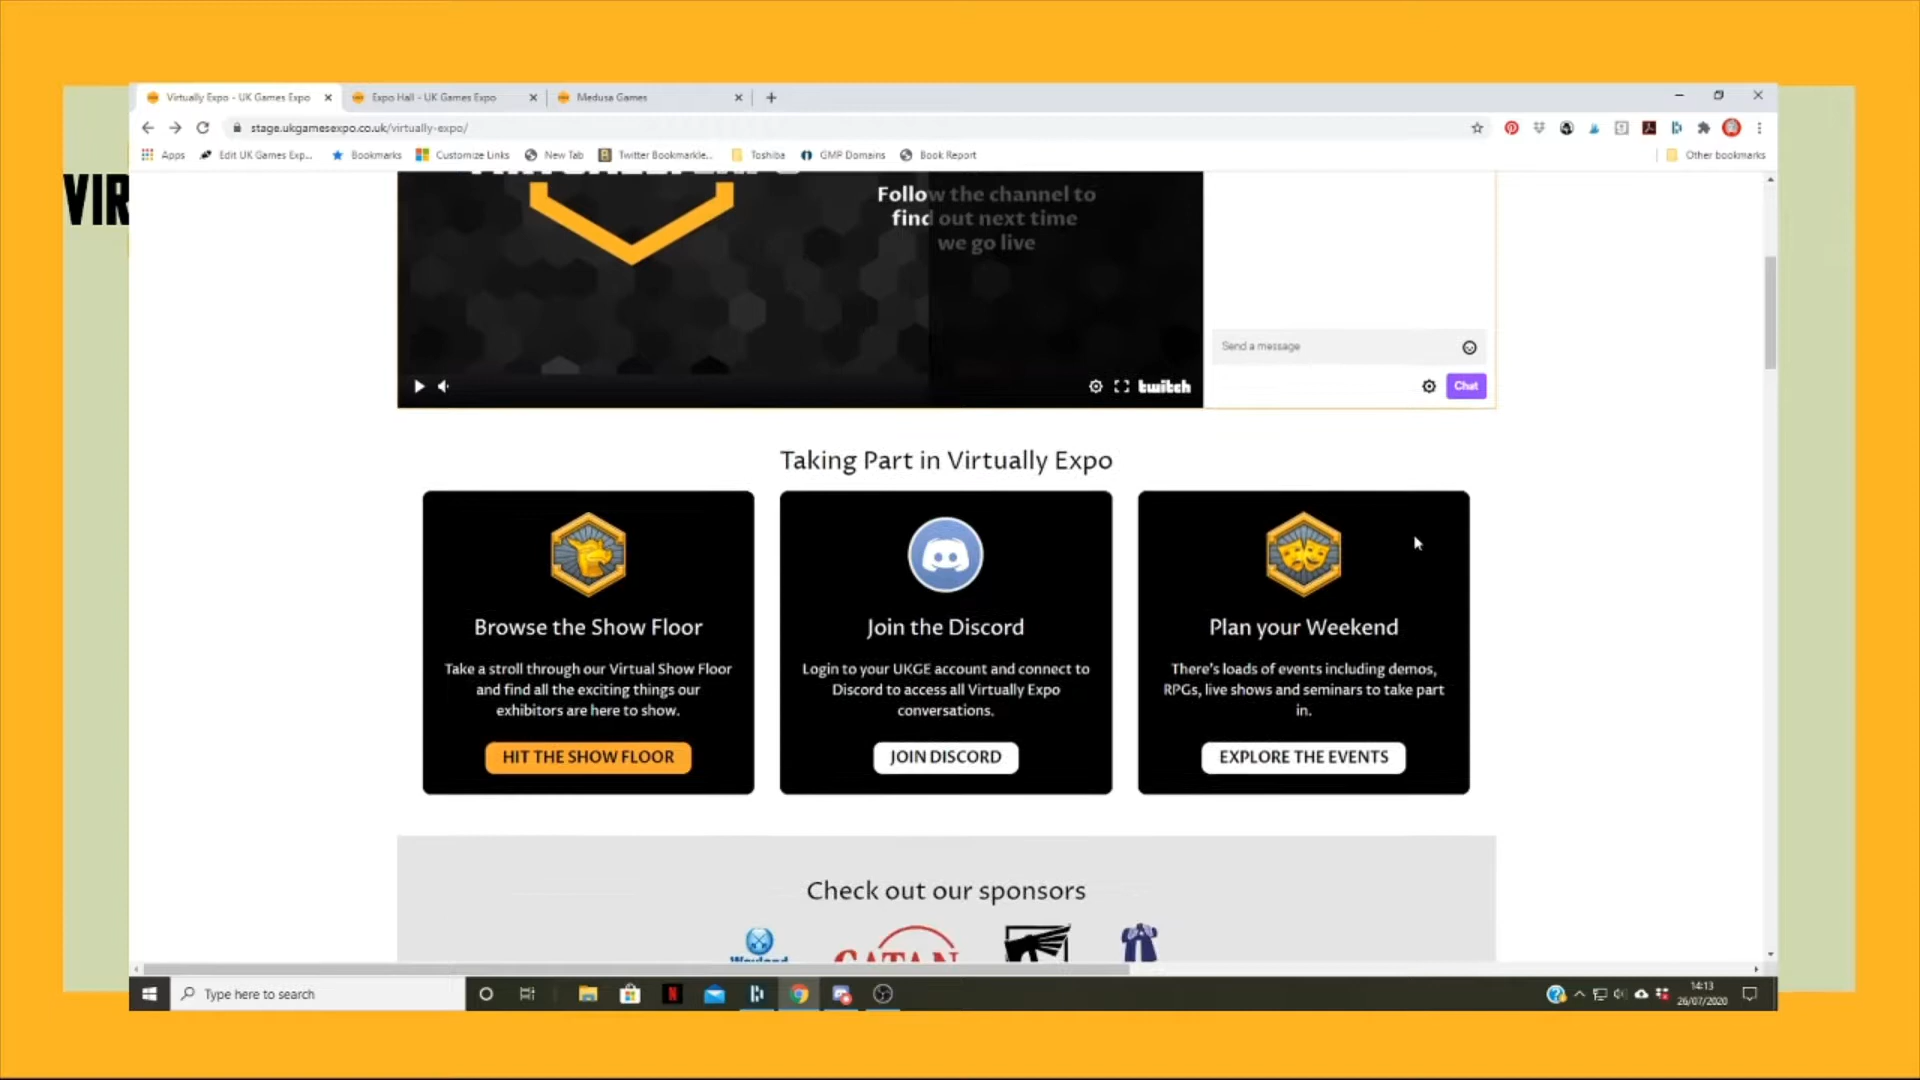 Virtually Expo - UK Games Expo
Expo Hall - UK Games Expo
Medusa Games
stage.ukgamesexpo.co.uk/virtually-expo/
Apps
Edit UK Games Exp...
Bookmarks
Customize Links
New Tab
Twitter Bookmarkle...
Toshiba
GMP Domains
Book Report
Other bookmarks
VIR
Follow the channel to
find out next time
we go live
Send a message
twitch
Chat
Taking Part in Virtually Expo
Browse the Show Floor
Take a stroll through our Virtual Show Floor
and find all the exciting things our
exhibitors are here to show.
HIT THE SHOW FLOOR
Join the Discord
Login to your UKGE account and connect to
Discord to access all Virtually Expo
conversations.
JOIN DISCORD
Plan your Weekend
There's loads of events including demos,
RPGs, live shows and seminars to take part
in.
EXPLORE THE EVENTS
Check out our sponsors
Wayland
CATAN
Type here to search
14:13
26/07/2020